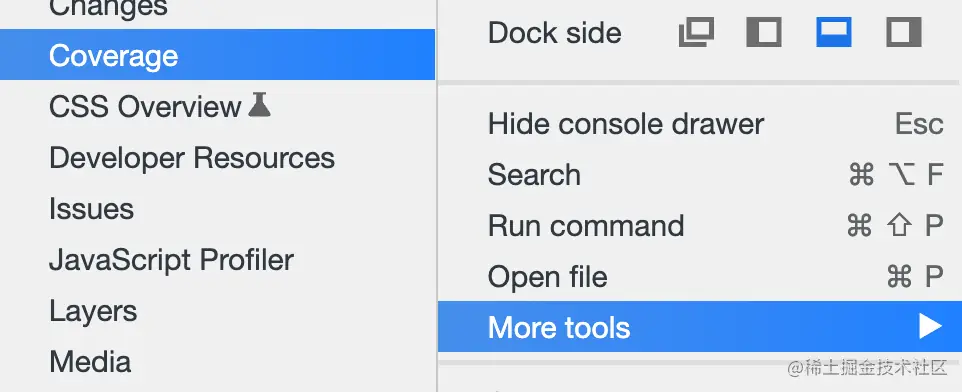 Changes
Coverage
CSS Overview
Developer Resources
Issues
JavaScript Profiler
Layers
Media
Dock side
Hide console drawer Esc
Search ⌘ ⌥ F
Run command ⌘ ⇧ P
Open file ⌘ P
More tools ▶
@稀土掘金技术社区